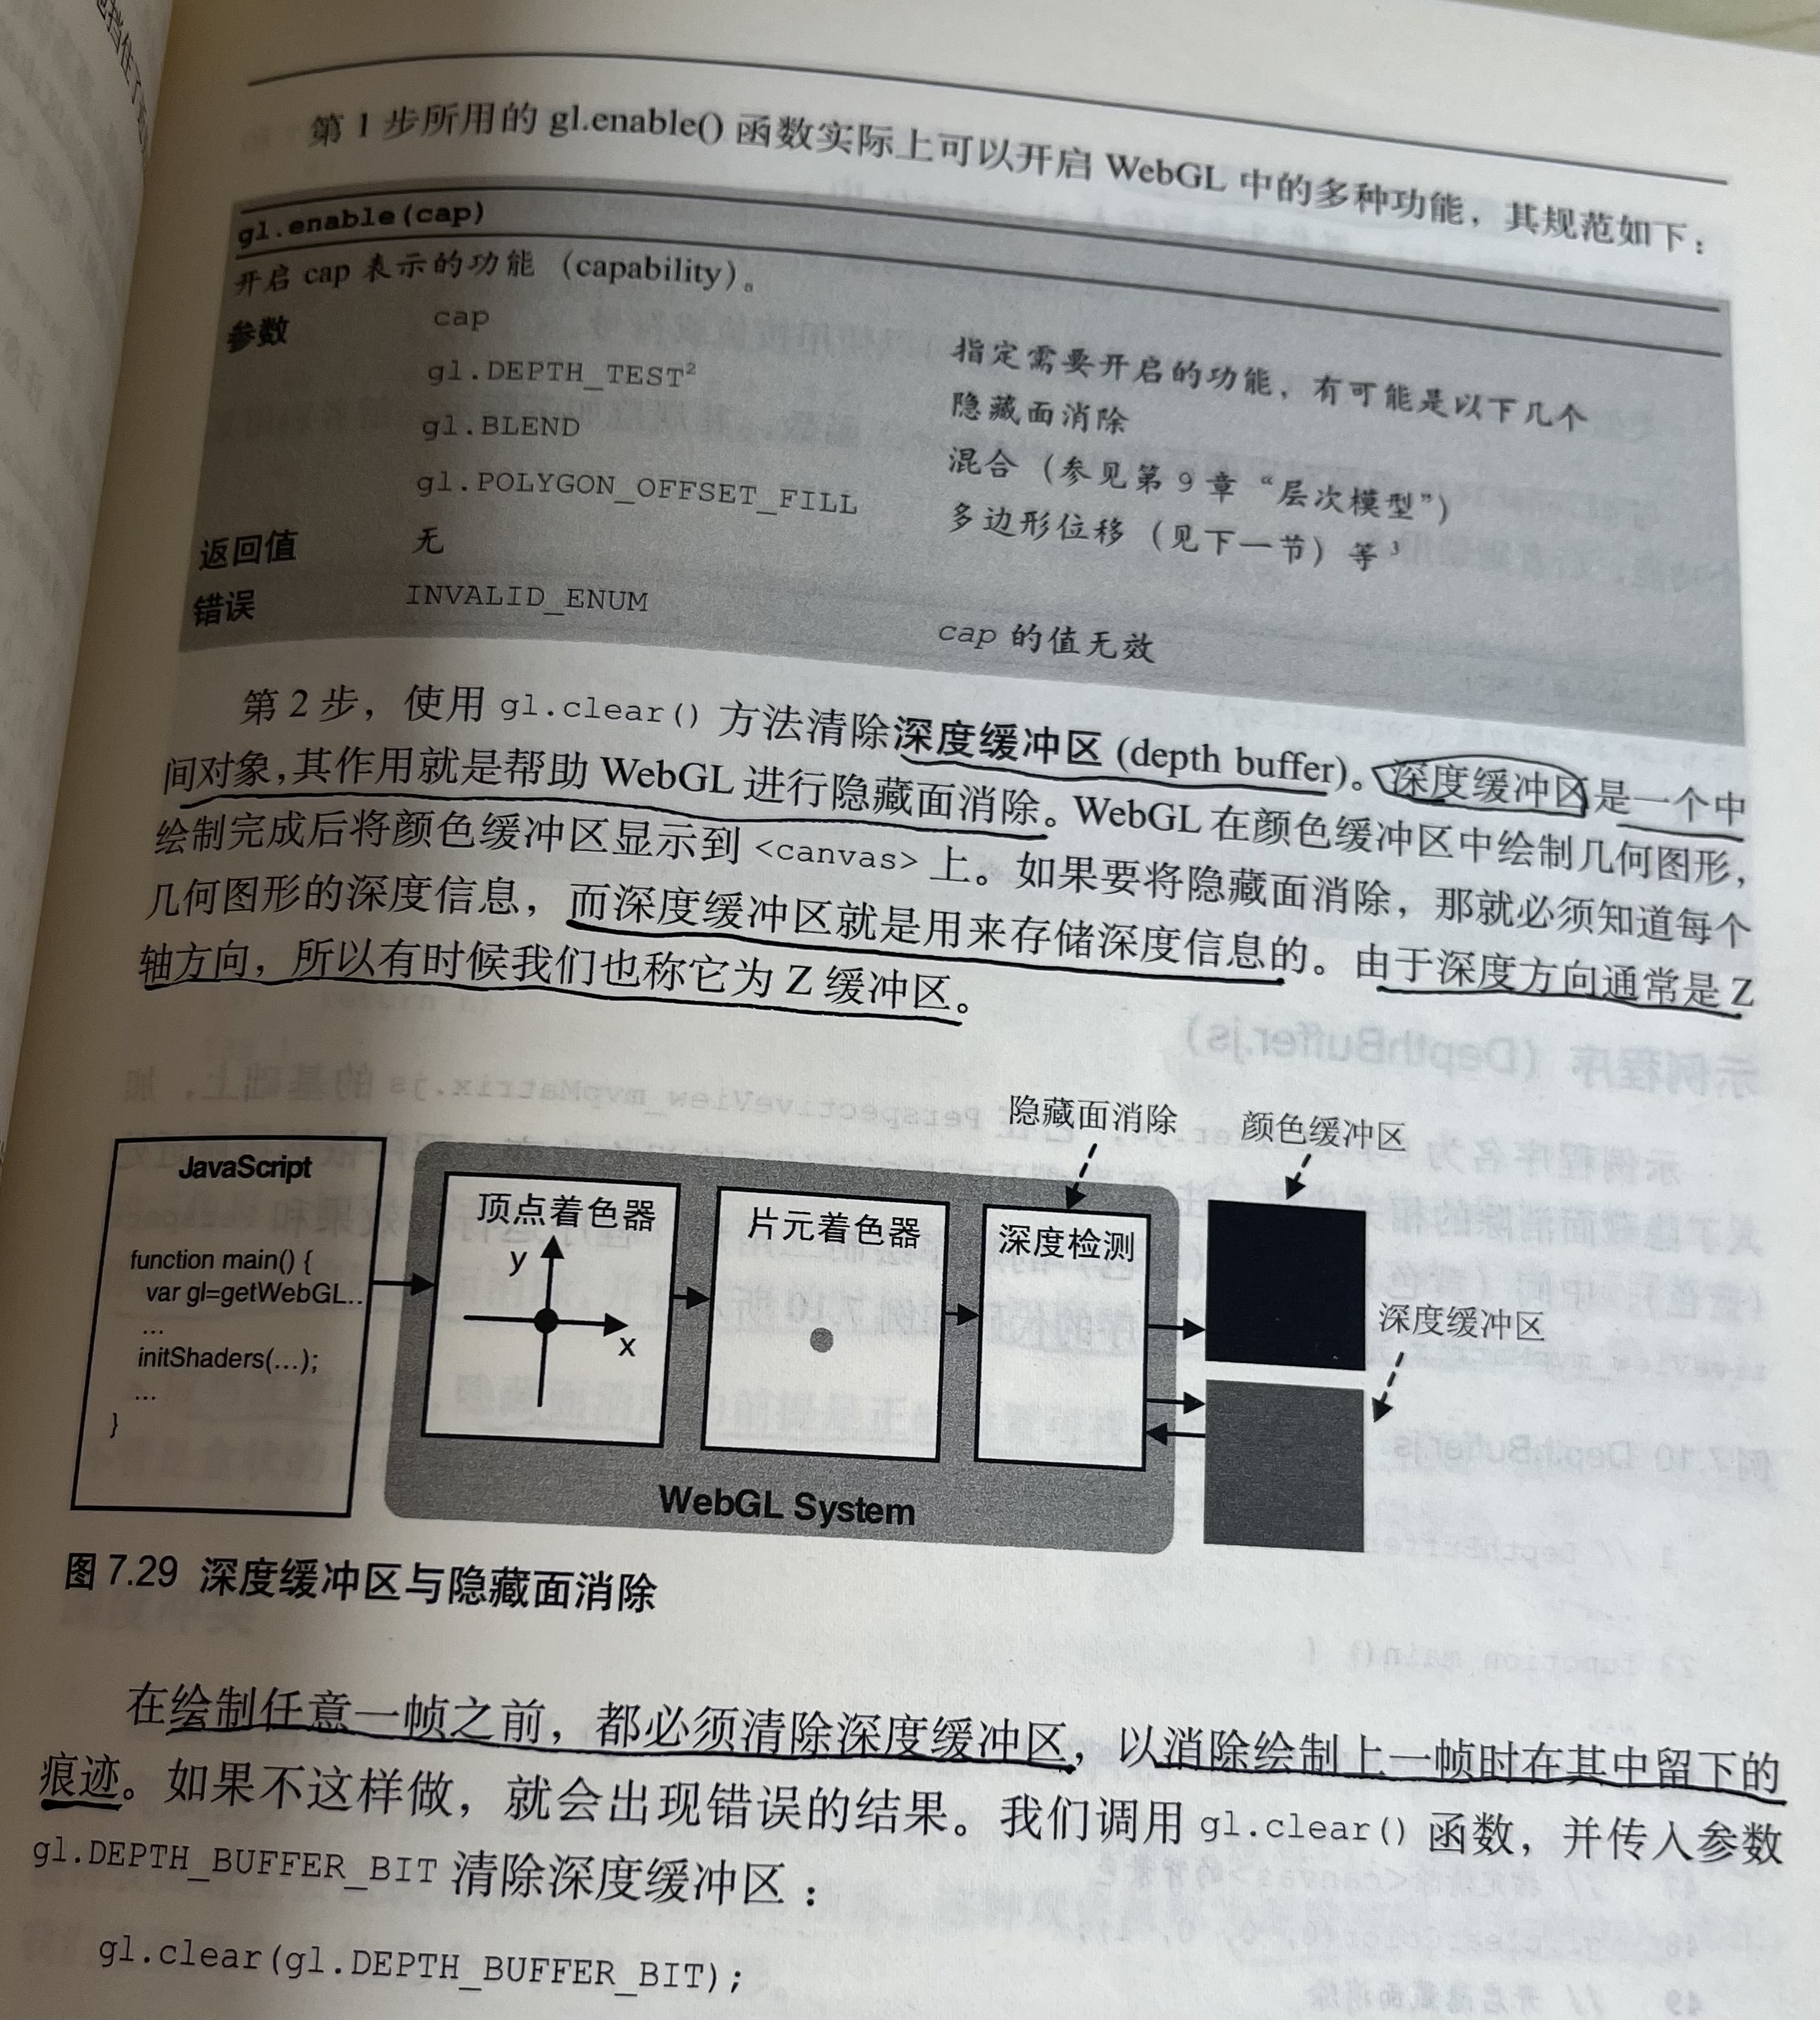 第 1 步所用的 gl.enable() 函数实际上可以开启 WebGL 中的多种功能，其规范如下：
gl.enable(cap)
开启 cap 表示的功能（capability）。
参数 cap 指定需要开启的功能，有可能是以下几个
gl.DEPTH_TEST² 隐藏面消除
gl.BLEND 混合（参见第 9 章“层次模型”）
gl.POLYGON_OFFSET_FILL 多边形位移（见下一节）等³
返回值 无
错误 INVALID_ENUM cap 的值无效
第 2 步，使用 gl.clear() 方法清除深度缓冲区 (depth buffer)。深度缓冲区是一个中
间对象，其作用就是帮助 WebGL 进行隐藏面消除。WebGL 在颜色缓冲区中绘制几何图形，
绘制完成后将颜色缓冲区显示到 <canvas> 上。如果要将隐藏面消除，那就必须知道每个
几何图形的深度信息，而深度缓冲区就是用来存储深度信息的。由于深度方向通常是 Z
轴方向，所以有时候我们也称它为 Z 缓冲区。
隐藏面消除
颜色缓冲区
JavaScript
function main() {
var gl=getWebGL...
...
initShaders(...);
...
}
顶点着色器
y
x
片元着色器
深度检测
深度缓冲区
WebGL System
图 7.29 深度缓冲区与隐藏面消除
在绘制任意一帧之前，都必须清除深度缓冲区，以消除绘制上一帧时在其中留下的
痕迹。如果不这样做，就会出现错误的结果。我们调用 gl.clear() 函数，并传入参数
gl.DEPTH_BUFFER_BIT 清除深度缓冲区：
gl.clear(gl.DEPTH_BUFFER_BIT);